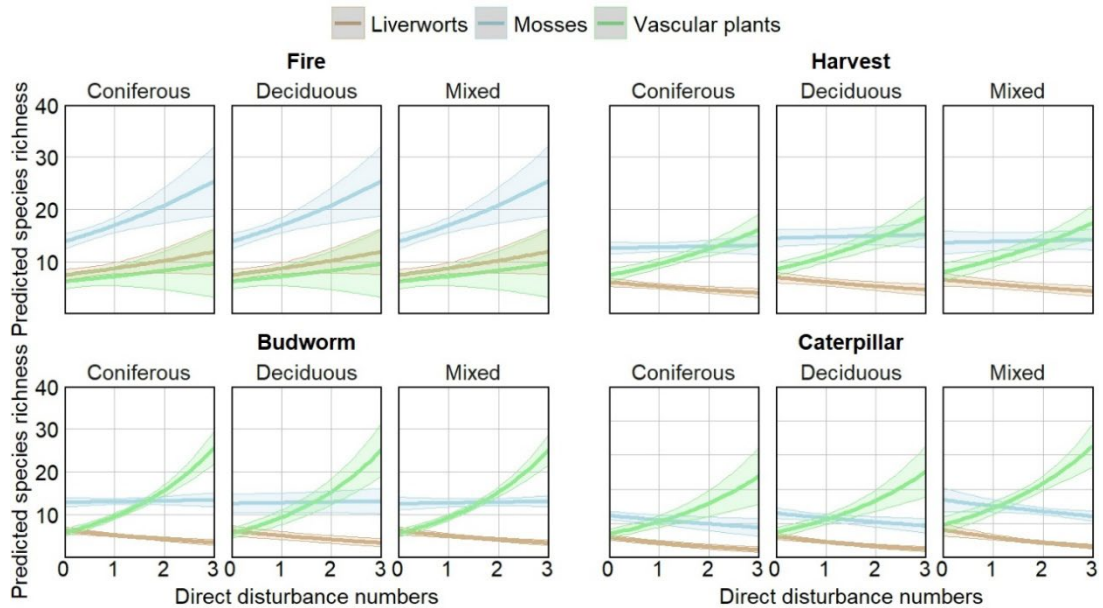 Liverworts Mosses Vascular plants
Fire Harvest
Coniferous Deciduous Mixed Coniferous Deciduous Mixed
Predicted species richness
40
30
20
10
Budworm Caterpillar
Coniferous Deciduous Mixed Coniferous Deciduous Mixed
Predicted species richness
40
30
20
10
0 1 2 3 0 1 2 3 0 1 2 3 0 1 2 3 0 1 2 3 0 1 2 3
Direct disturbance numbers Direct disturbance numbers